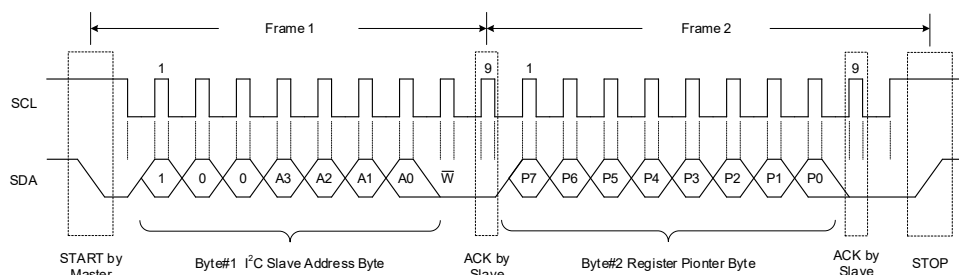 Frame 1 Frame 2
1 9 1 9
SCL
SDA 1 0 0 A3 A2 A1 A0 W P7 P6 P5 P4 P3 P2 P1 P0
START by ACK by ACK by STOP
Byte#1 I²C Slave Address Byte Byte#2 Register Pionter Byte
Master Slave Slave